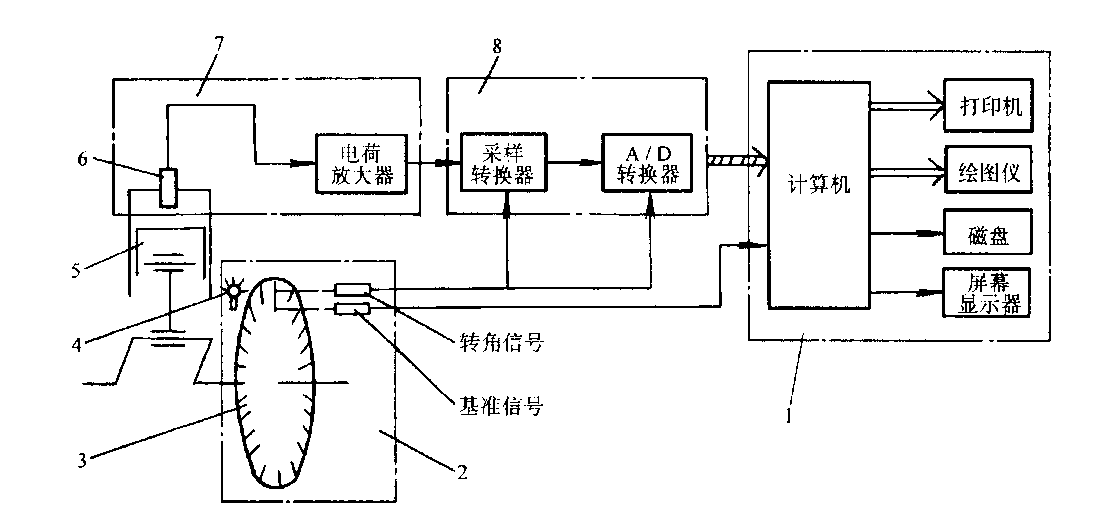 7
8
1
6
电荷
放大器
采样
转换器
A/D
转换器
计算机
打印机
绘图仪
磁盘
屏幕
显示器
5
4
转角信号
基准信号
3
2